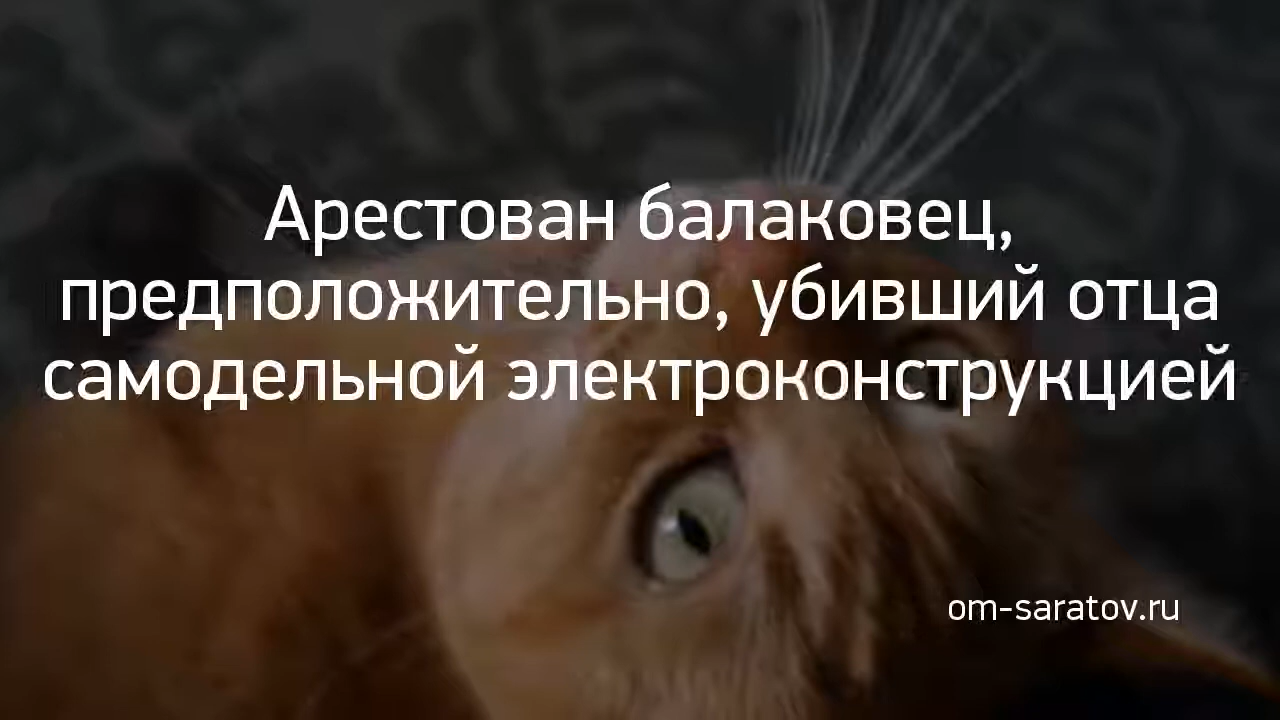 Арестован балаковец,
предположительно, убивший отца
самодельной электроконструкцией
om-saratov.ru